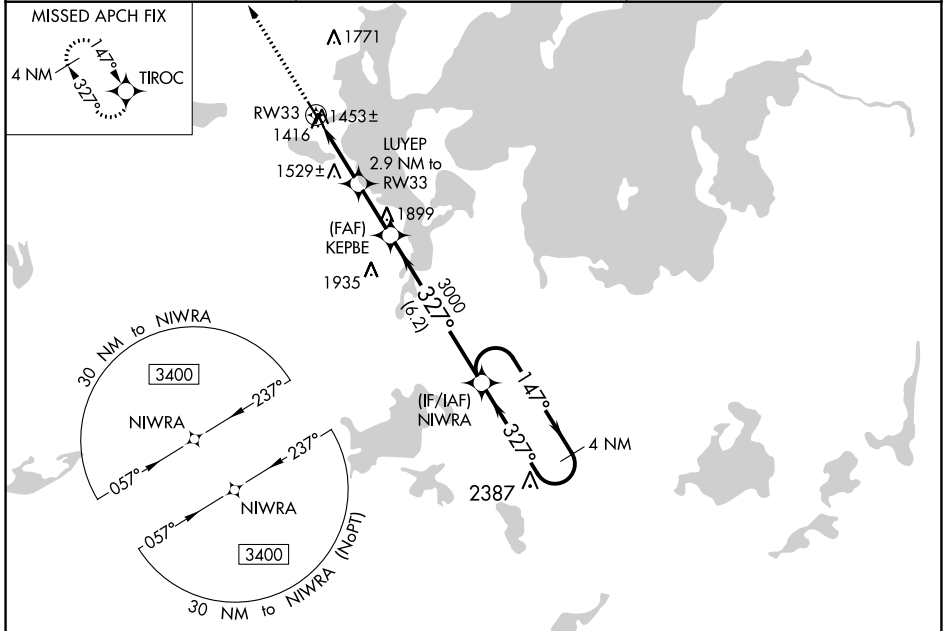 MISSED APCH FIX
147°
4 NM
TIROC
327°
1771
RW33
1453±
1416
LUYEP
2.9 NM to
RW33
1529±
1899
(FAF)
KEPBE
1935
3000
327°
(6.2)
30 NM to NIWRA
3400
NIWRA
237°
057°
147°
(IF/IAF)
NIWRA
327°
4 NM
2387
237°
NIWRA
057°
3400
30 NM to NIWRA (NoPT)